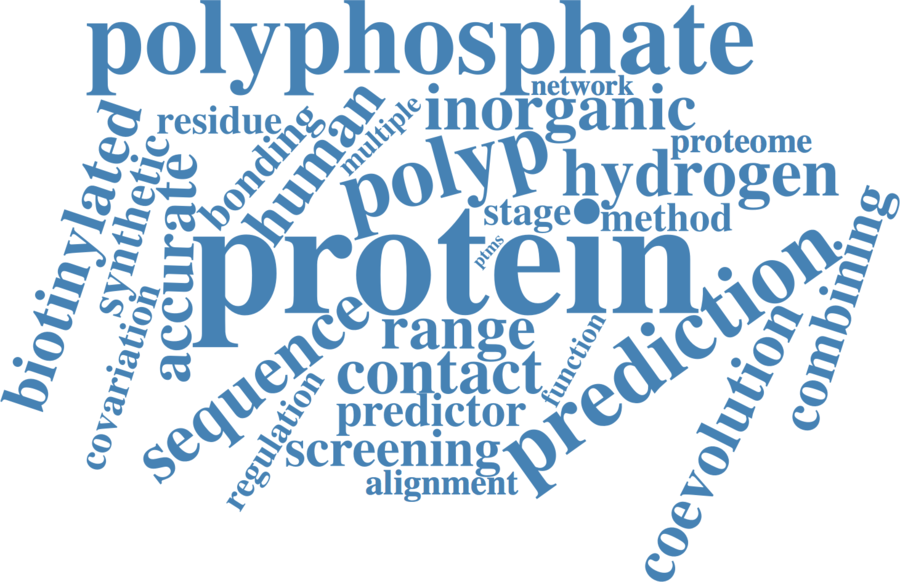 polyphosphate
network
inorganic
residue
bonding
human
multiple
polyp
proteome
hydrogen
biotinylated
synthetic
accurate
stage
method
ptms
protein
combining
prediction
covariation
sequence
range
function
contact
coevolution
regulation
predictor
screening
alignment